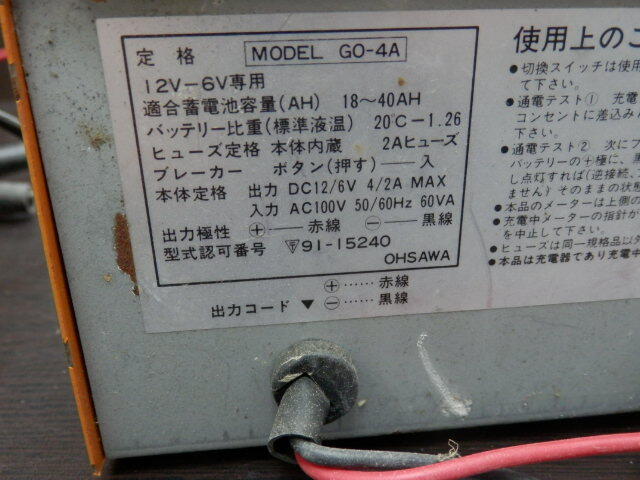 定格 MODEL GO-4A
12V-6V専用
適合蓄電池容量(AH) 18〜40AH
バッテリー比重(標準液温) 20℃-1.26
ヒューズ定格 本体内蔵 2Aヒューズ
ブレーカー ボタン(押す)──入
本体定格 出力 DC12/6V 4/2A MAX
入力 AC100V 50/60Hz 60VA
出力極性 ⊕──赤線 ⊖──黒線
型式認可番号 91-15240
OHSAWA
⊕……赤線
出力コード ▼ ⊖……黒線
使用上のご
●切換スイッチは使用
て下さい。
●通電テスト① 充電
コンセントに差込み
下さい。
●通電テスト② 次に
バッテリーの⊕極に、
し点灯すれば(逆接続、
ません)そのままの状
●本品のメーターは上側の
●充電中メーターの指針が
を中止して下さい。
●ヒューズは同一規格品以
●本品は充電器であり充電中